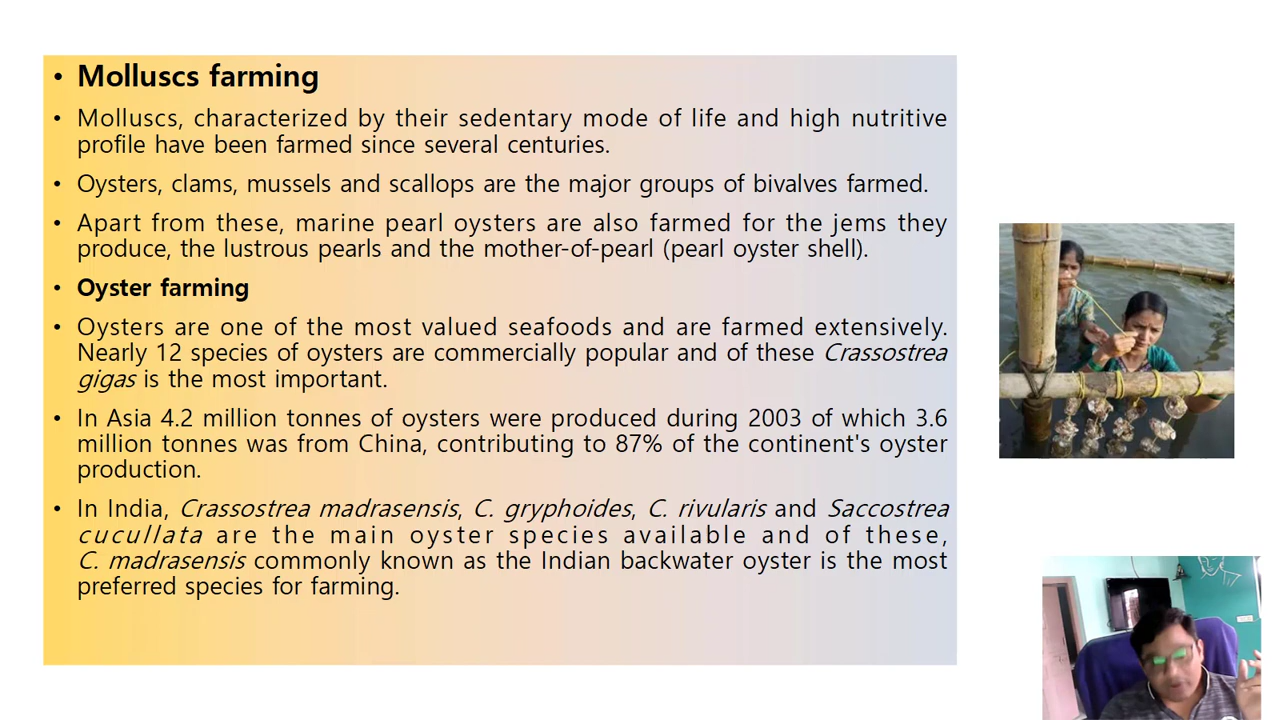 • Molluscs farming
• Molluscs, characterized by their sedentary mode of life and high nutritive
profile have been farmed since several centuries.
• Oysters, clams, mussels and scallops are the major groups of bivalves farmed.
• Apart from these, marine pearl oysters are also farmed for the jems they
produce, the lustrous pearls and the mother-of-pearl (pearl oyster shell).
• Oyster farming
• Oysters are one of the most valued seafoods and are farmed extensively.
Nearly 12 species of oysters are commercially popular and of these Crassostrea
gigas is the most important.
• In Asia 4.2 million tonnes of oysters were produced during 2003 of which 3.6
million tonnes was from China, contributing to 87% of the continent's oyster
production.
• In India, Crassostrea madrasensis, C. gryphoides, C. rivularis and Saccostrea
cucullata are the main oyster species available and of these,
C. madrasensis commonly known as the Indian backwater oyster is the most
preferred species for farming.